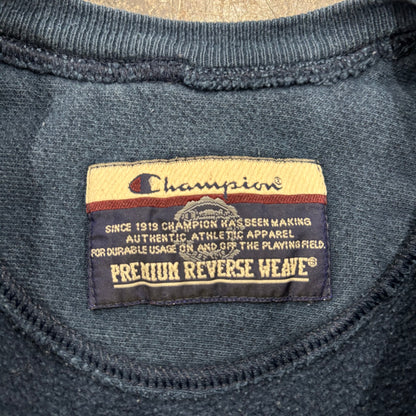 Champion®
SINCE 1919 CHAMPION HAS BEEN MAKING
AUTHENTIC ATHLETIC APPAREL
FOR DURABLE USAGE ON AND OFF THE PLAYING FIELD.
PREMIUM REVERSE WEAVE®